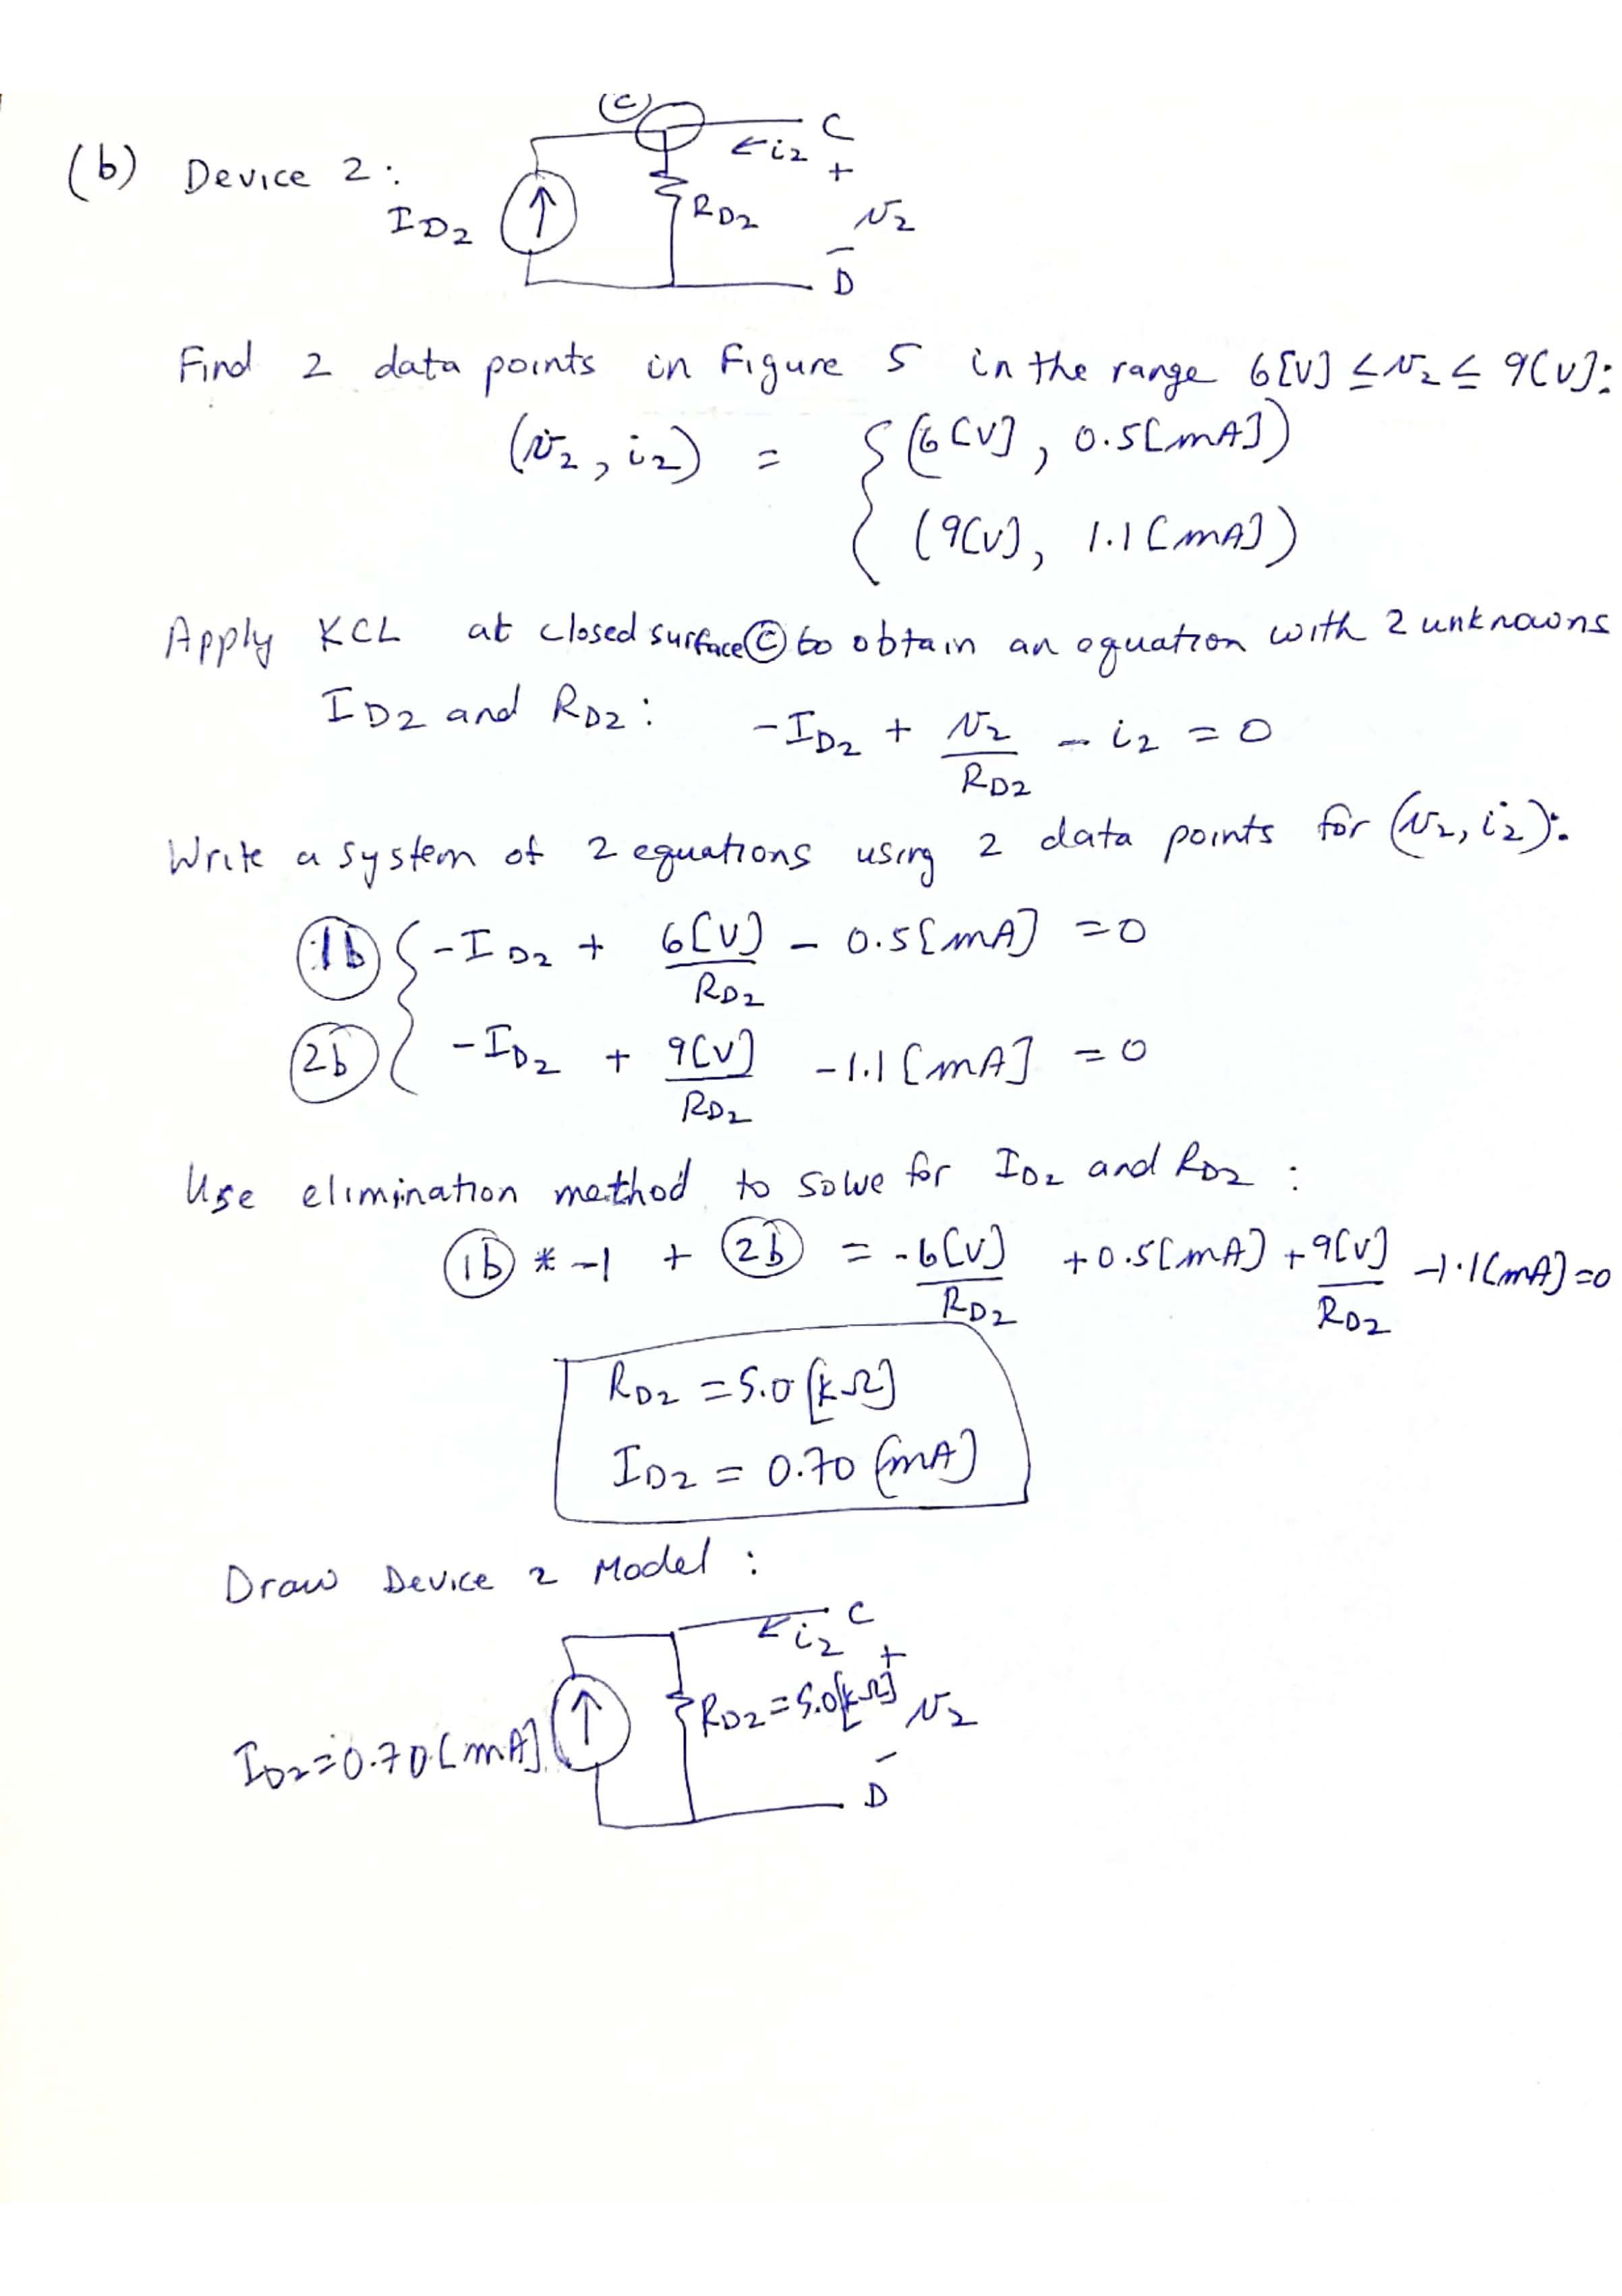 (c)
C
(b) Device 2:
← i2
+
ID2
RD2
v2
−
D
Find 2 data points in Figure 5 in the range 6[V] ≤ v2 ≤ 9[V]:
(v2, i2) = { (6[V], 0.5[mA])
(9[V], 1.1[mA])
Apply KCL at closed surface Ⓒ to obtain an equation with 2 unknowns
ID2 and RD2: -ID2 + v2/RD2 - i2 = 0
Write a system of 2 equations using 2 data points for (v2, i2):
(1b) { -ID2 + 6[V]/RD2 - 0.5[mA] = 0
(2b) -ID2 + 9[V]/RD2 - 1.1[mA] = 0
Use elimination method to solve for ID2 and RD2 :
(1b) * -1 + (2b) = -6[V]/RD2 + 0.5[mA] + 9[V]/RD2 - 1.1[mA] = 0
RD2 = 5.0[kΩ]
ID2 = 0.70[mA]
Draw Device 2 Model :
← i2 C
+
RD2 = 5.0[kΩ] v2
ID2 = 0.70[mA]
−
D